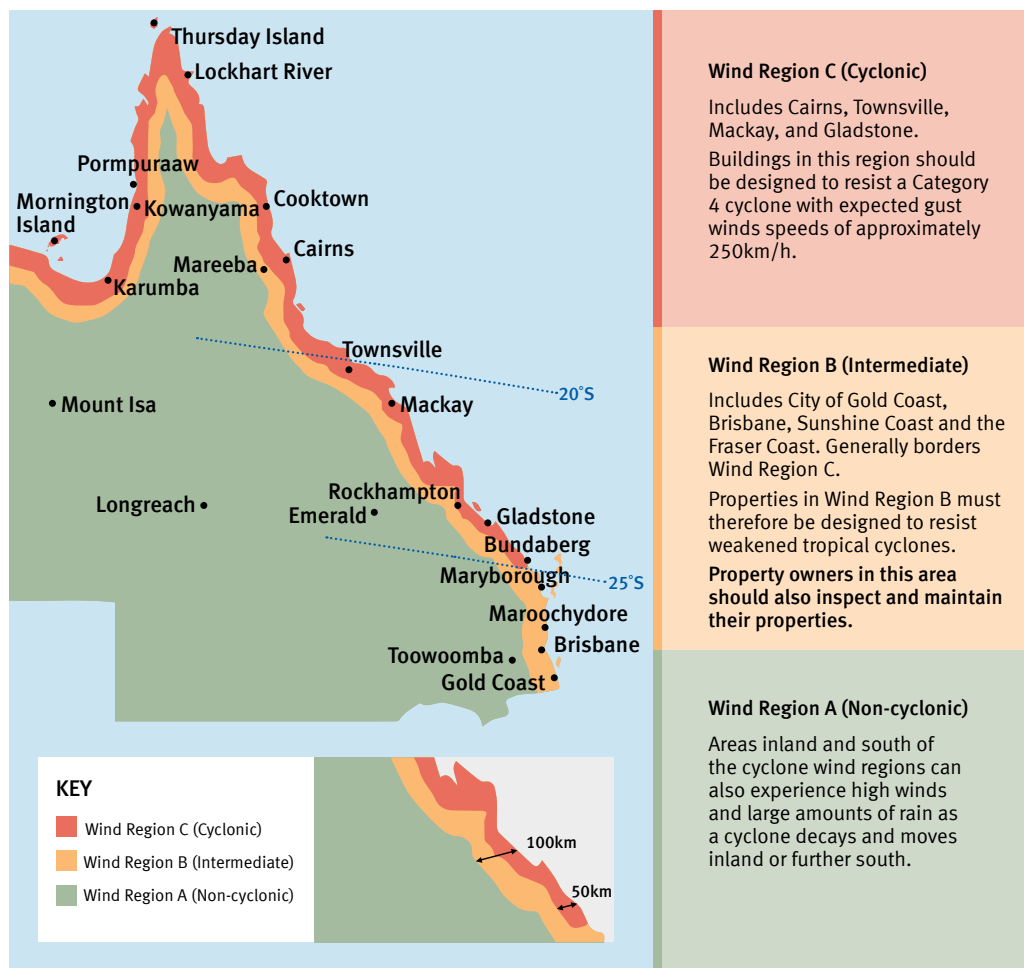 Thursday Island
Lockhart River
Pormpuraaw
Mornington
Island
Kowanyama
Cooktown
Cairns
Mareeba
Karumba
Townsville
20°S
Mount Isa
Mackay
Longreach
Rockhampton
Emerald
Gladstone
Bundaberg
Maryborough
25°S
Maroochydore
Brisbane
Toowoomba
Gold Coast
KEY
Wind Region C (Cyclonic)
Wind Region B (Intermediate)
Wind Region A (Non-cyclonic)
100km
50km
Wind Region C (Cyclonic)
Includes Cairns, Townsville,
Mackay, and Gladstone.
Buildings in this region should
be designed to resist a Category
4 cyclone with expected gust
winds speeds of approximately
250km/h.
Wind Region B (Intermediate)
Includes City of Gold Coast,
Brisbane, Sunshine Coast and the
Fraser Coast. Generally borders
Wind Region C.
Properties in Wind Region B must
therefore be designed to resist
weakened tropical cyclones.
Property owners in this area
should also inspect and maintain
their properties.
Wind Region A (Non-cyclonic)
Areas inland and south of
the cyclone wind regions can
also experience high winds
and large amounts of rain as
a cyclone decays and moves
inland or further south.